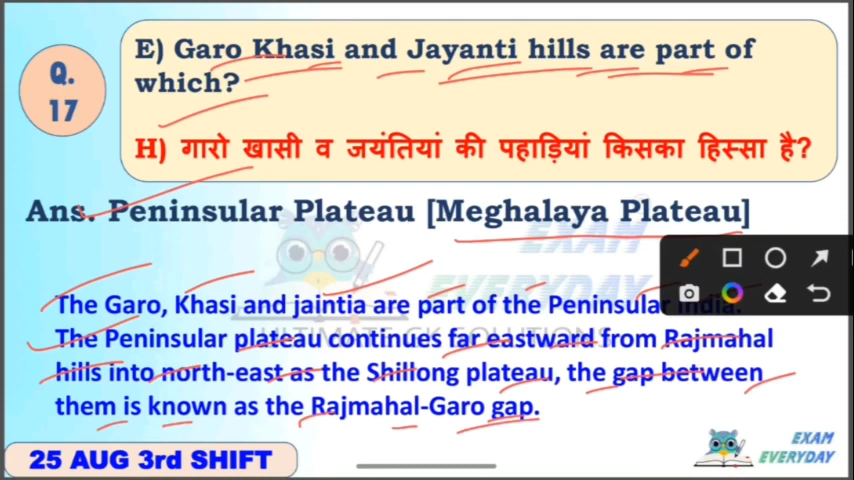 Q.
17
E) Garo Khasi and Jayanti hills are part of
which?
H) गारो खासी व जयंतियां की पहाड़ियां किसका हिस्सा है?
Ans. Peninsular Plateau [Meghalaya Plateau]
EXAM
EVERYDAY
The Garo, Khasi and jaintia are part of the Peninsular India.
The Peninsular plateau continues far eastward from Rajmahal
hills into north-east as the Shillong plateau, the gap between
them is known as the Rajmahal-Garo gap.
25 AUG 3rd SHIFT
EXAM
EVERYDAY